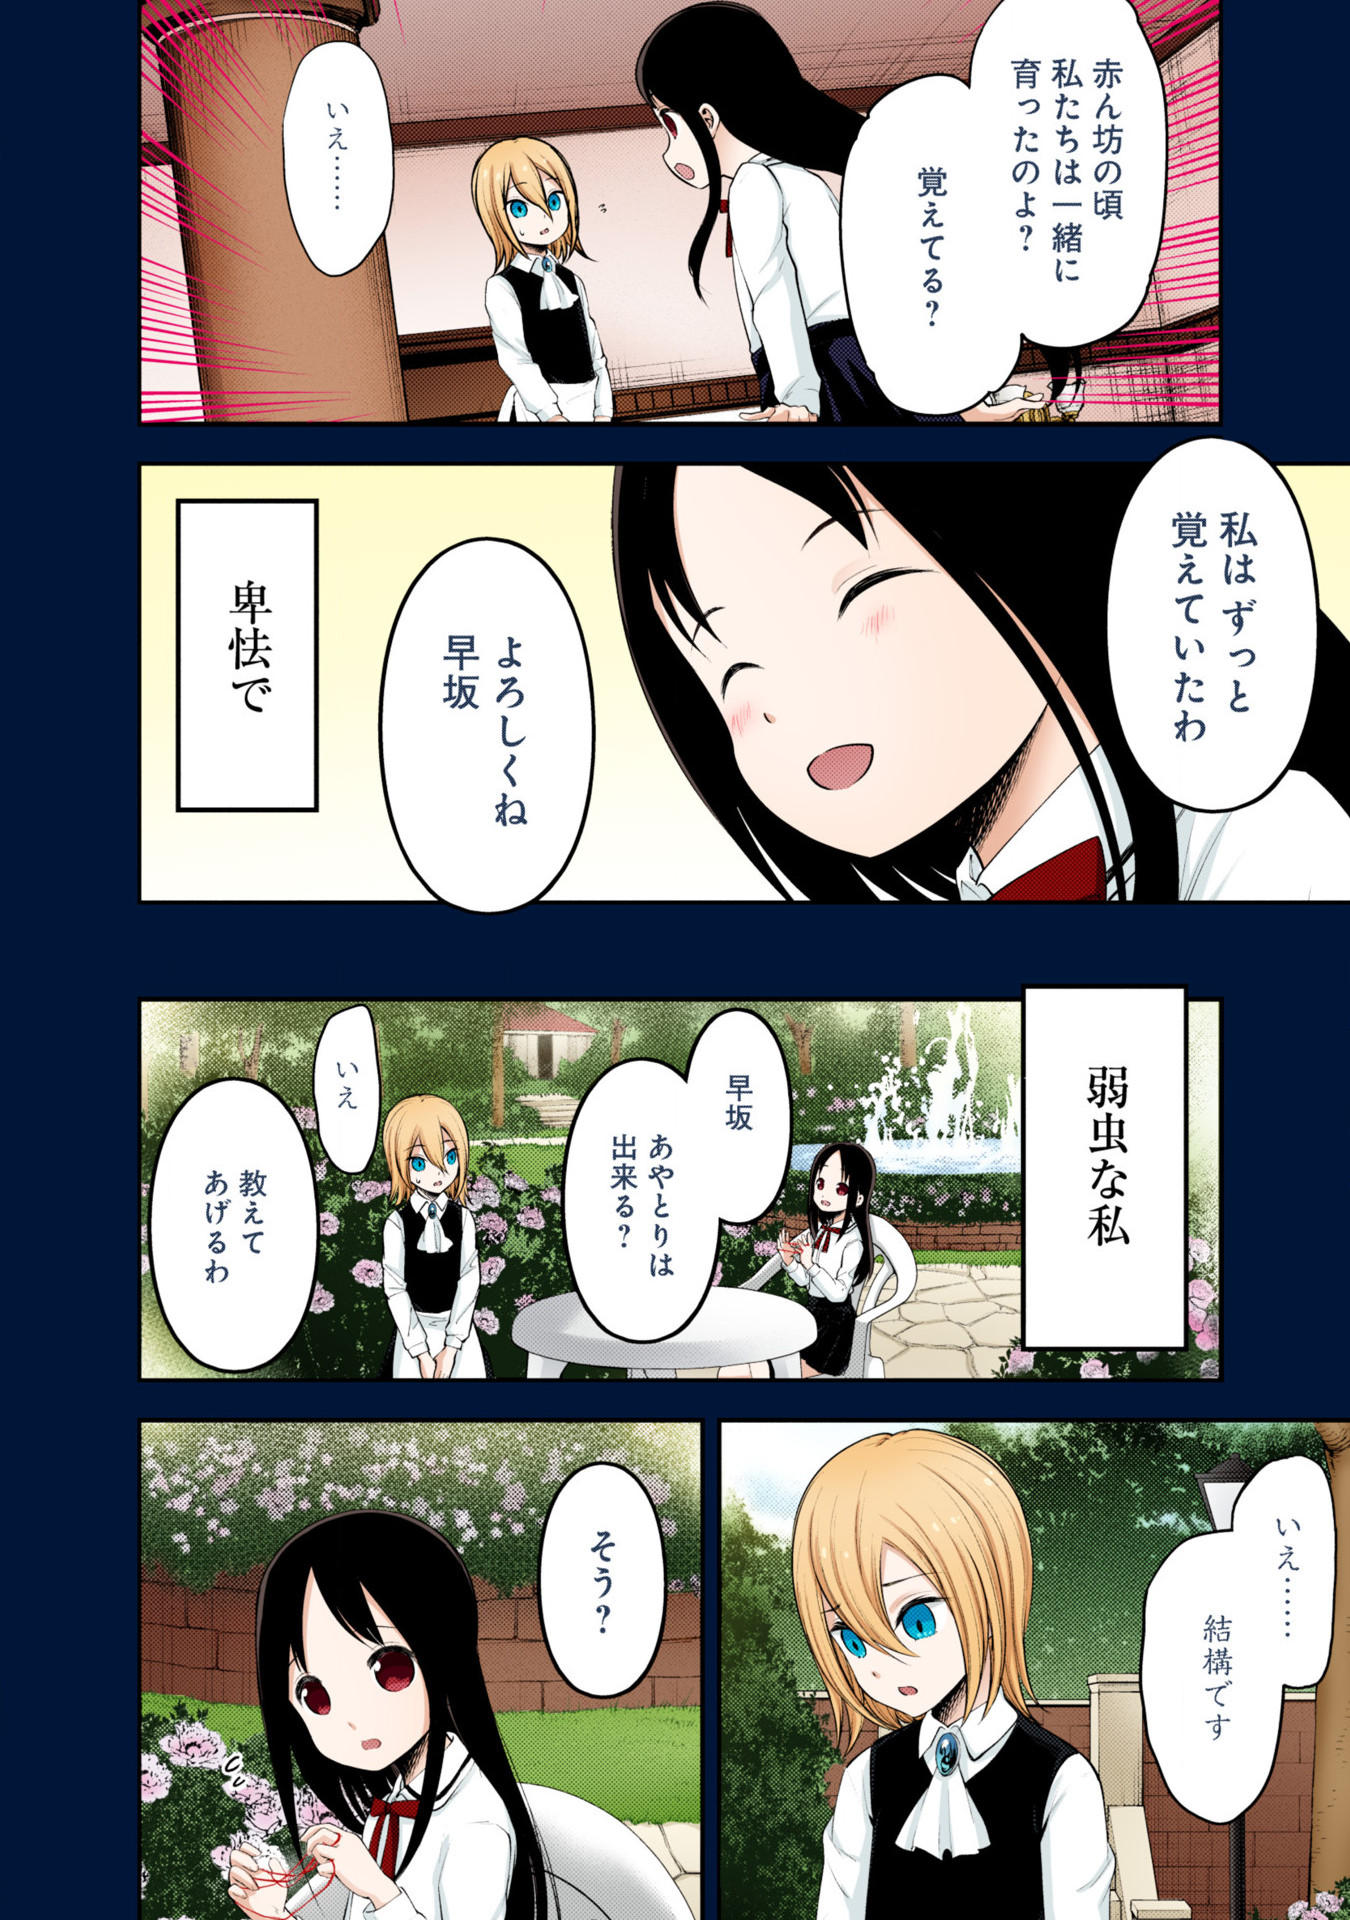 赤ん坊の頃
私たちは一緒に
育ったのよ？
覚えてる？
いえ……
私はずっと
覚えていたわ
よろしくね
早坂
卑怯で
弱虫な私
早坂
あやとりは
出来る？
いえ
教えて
あげるわ
いえ……
結構です
そう？